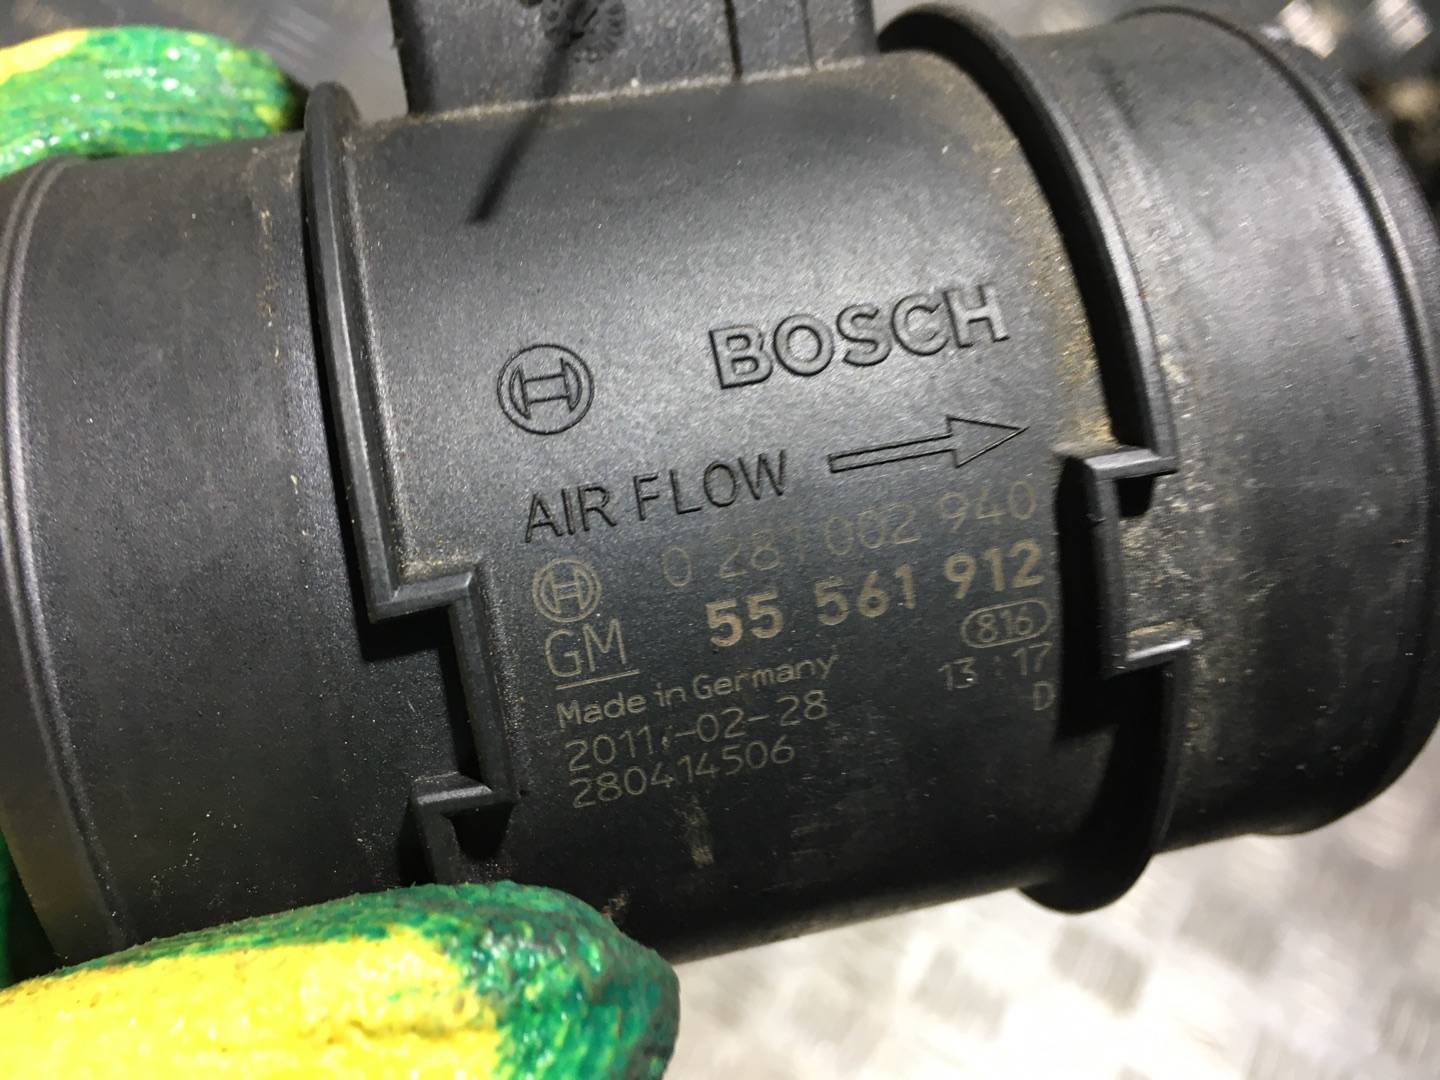 BOSCH
AIR FLOW
0 281 002 940
55 561 912
GM
816
Made in Germany
13:17
2011-02-28
D
280414506